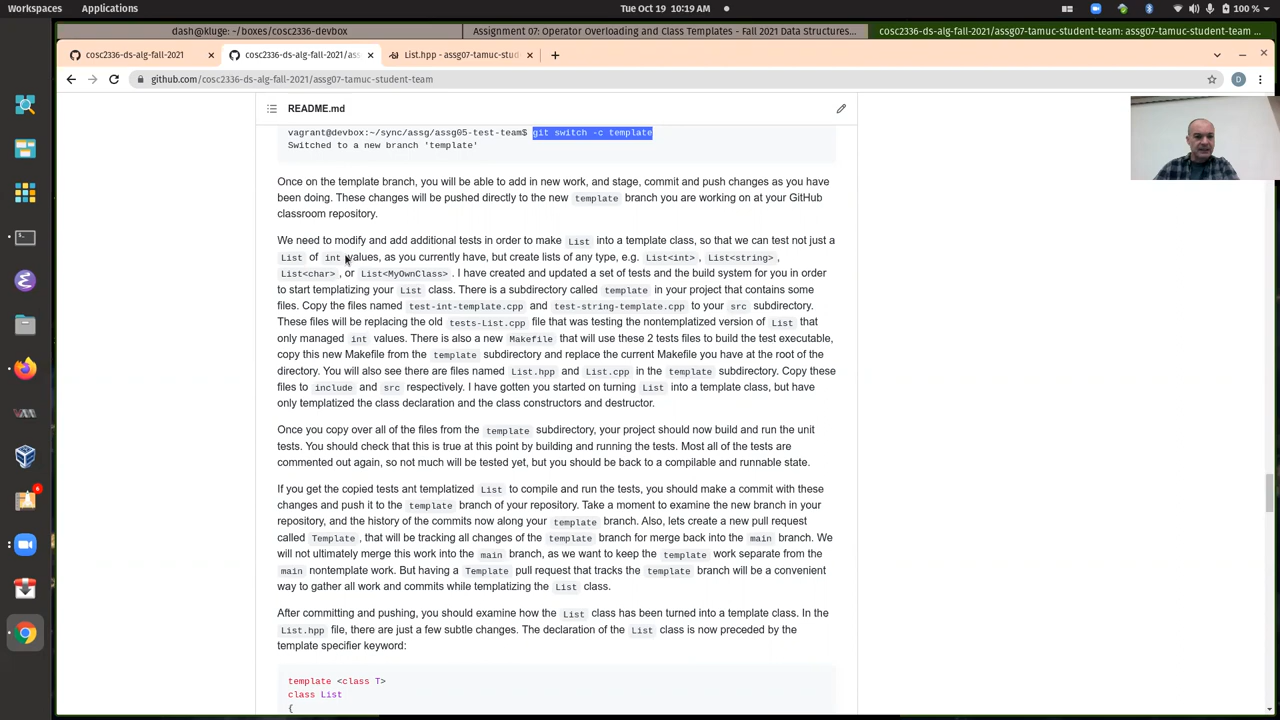 Applications
Tue Oct 19 10:19 AM
100 %
dash@kluge: ~/boxes/cosc2336-devbox
Assignment 07: Operator Overloading and Class Templates - Fall 2021 Data Structures...
cosc2336-ds-alg-fall-2021/assg07-tamuc-student-team: assg07-tamuc-student-team ...
cosc2336-ds-alg-fall-2021
cosc2336-ds-alg-fall-2021/ass
List.hpp - assg07-tamuc-stud
github.com/cosc2336-ds-alg-fall-2021/assg07-tamuc-student-team
D
README.md
vagrant@devbox:~/sync/assg/assg05-test-team$ git switch -c template
Switched to a new branch 'template'
Once on the template branch, you will be able to add in new work, and stage, commit and push changes as you have
been doing. These changes will be pushed directly to the new template branch you are working on at your GitHub
classroom repository.
We need to modify and add additional tests in order to make List into a template class, so that we can test not just a
List of int values, as you currently have, but create lists of any type, e.g. List<int>, List<string>,
List<char>, or List<MyOwnClass>. I have created and updated a set of tests and the build system for you in order
to start templatizing your List class. There is a subdirectory called template in your project that contains some
files. Copy the files named test-int-template.cpp and test-string-template.cpp to your src subdirectory.
These files will be replacing the old tests-List.cpp file that was testing the nontemplatized version of List that
only managed int values. There is also a new Makefile that will use these 2 tests files to build the test executable,
copy this new Makefile from the template subdirectory and replace the current Makefile you have at the root of the
directory. You will also see there are files named List.hpp and List.cpp in the template subdirectory. Copy these
files to include and src respectively. I have gotten you started on turning List into a template class, but have
only templatized the class declaration and the class constructors and destructor.
Once you copy over all of the files from the template subdirectory, your project should now build and run the unit
tests. You should check that this is true at this point by building and running the tests. Most all of the tests are
commented out again, so not much will be tested yet, but you should be back to a compilable and runnable state.
If you get the copied tests ant templatized List to compile and run the tests, you should make a commit with these
changes and push it to the template branch of your repository. Take a moment to examine the new branch in your
repository, and the history of the commits now along your template branch. Also, lets create a new pull request
called Template, that will be tracking all changes of the template branch for merge back into the main branch. We
will not ultimately merge this work into the main branch, as we want to keep the template work separate from the
main nontemplate work. But having a Template pull request that tracks the template branch will be a convenient
way to gather all work and commits while templatizing the List class.
After committing and pushing, you should examine how the List class has been turned into a template class. In the
List.hpp file, there are just a few subtle changes. The declaration of the List class is now preceded by the
template specifier keyword:
template <class T>
class List
{